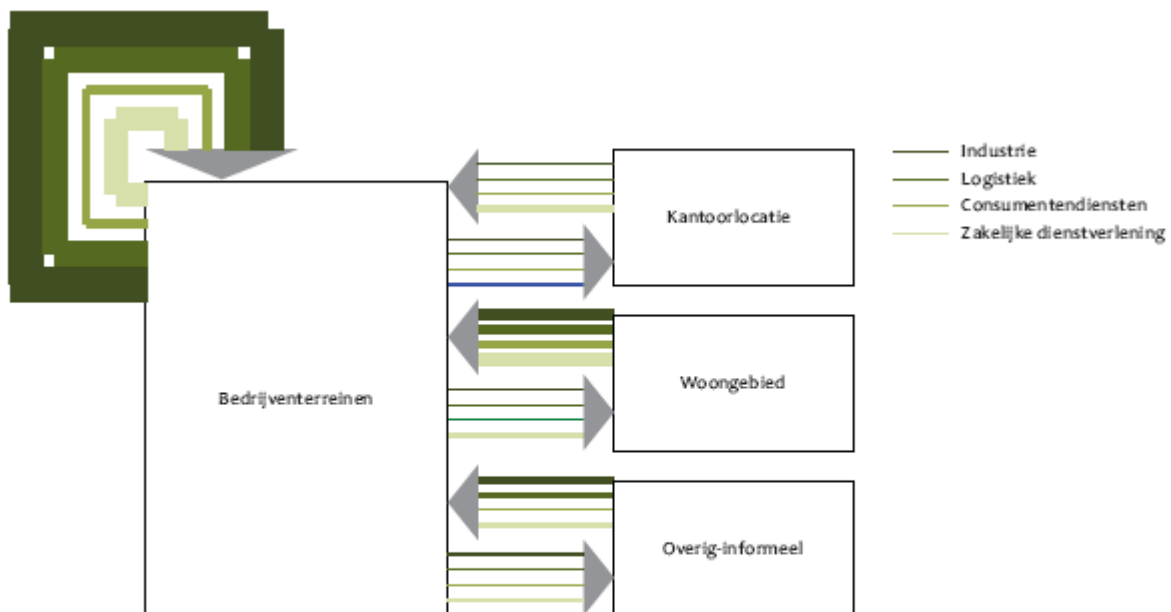 Industrie
Logistiek
Consumentendiensten
Zakelijke dienstverlening
Kantoorlocatie
Woongebied
Bedrijventerreinen
Overig-informeel